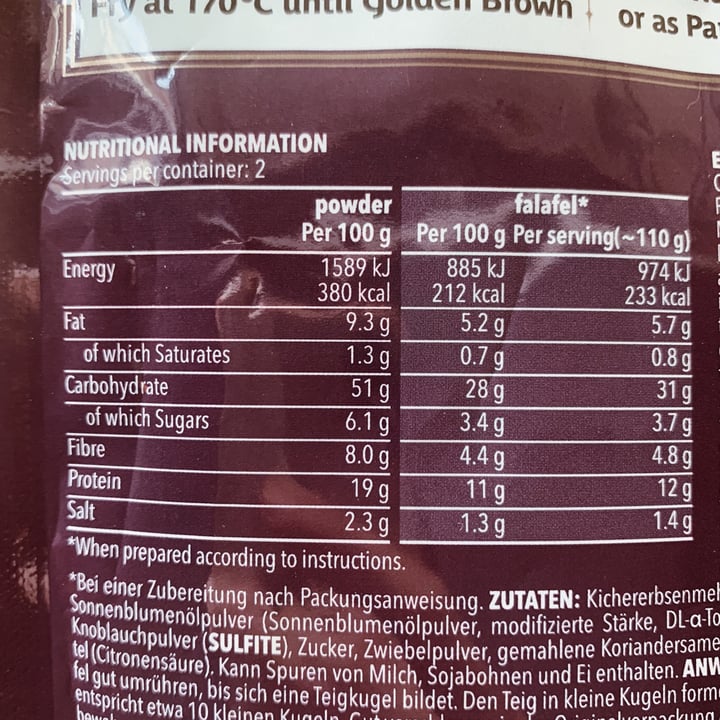 Fry at 170°C until Golden Brown
or as
NUTRITIONAL INFORMATION
Servings per container: 2
powder falafel*
Per 100 g Per 100 g Per serving(~110 g)
Energy 1589 kJ 885 kJ 974 kJ
380 kcal 212 kcal 233 kcal
Fat 9.3 g 5.2 g 5.7 g
of which Saturates 1.3 g 0.7 g 0.8 g
Carbohydrate 51 g 28 g 31 g
of which Sugars 6.1 g 3.4 g 3.7 g
Fibre 8.0 g 4.4 g 4.8 g
Protein 19 g 11 g 12 g
Salt 2.3 g 1.3 g 1.4 g
*When prepared according to instructions.
*Bei einer Zubereitung nach Packungsanweisung. ZUTATEN: Kichererbsenmeh
Sonnenblumenölpulver (Sonnenblumenölpulver, modifizierte Stärke, DL-α-To
Knoblauchpulver (SULFITE), Zucker, Zwiebelpulver, gemahlene Koriandersame
tel (Citronensäure). Kann Spuren von Milch, Sojabohnen und Ei enthalten. ANW
fel gut umrühren, bis sich eine Teigkugel bildet. Den Teig in kleine Kugeln form
entspricht etwa 10 kleinen Kugeln